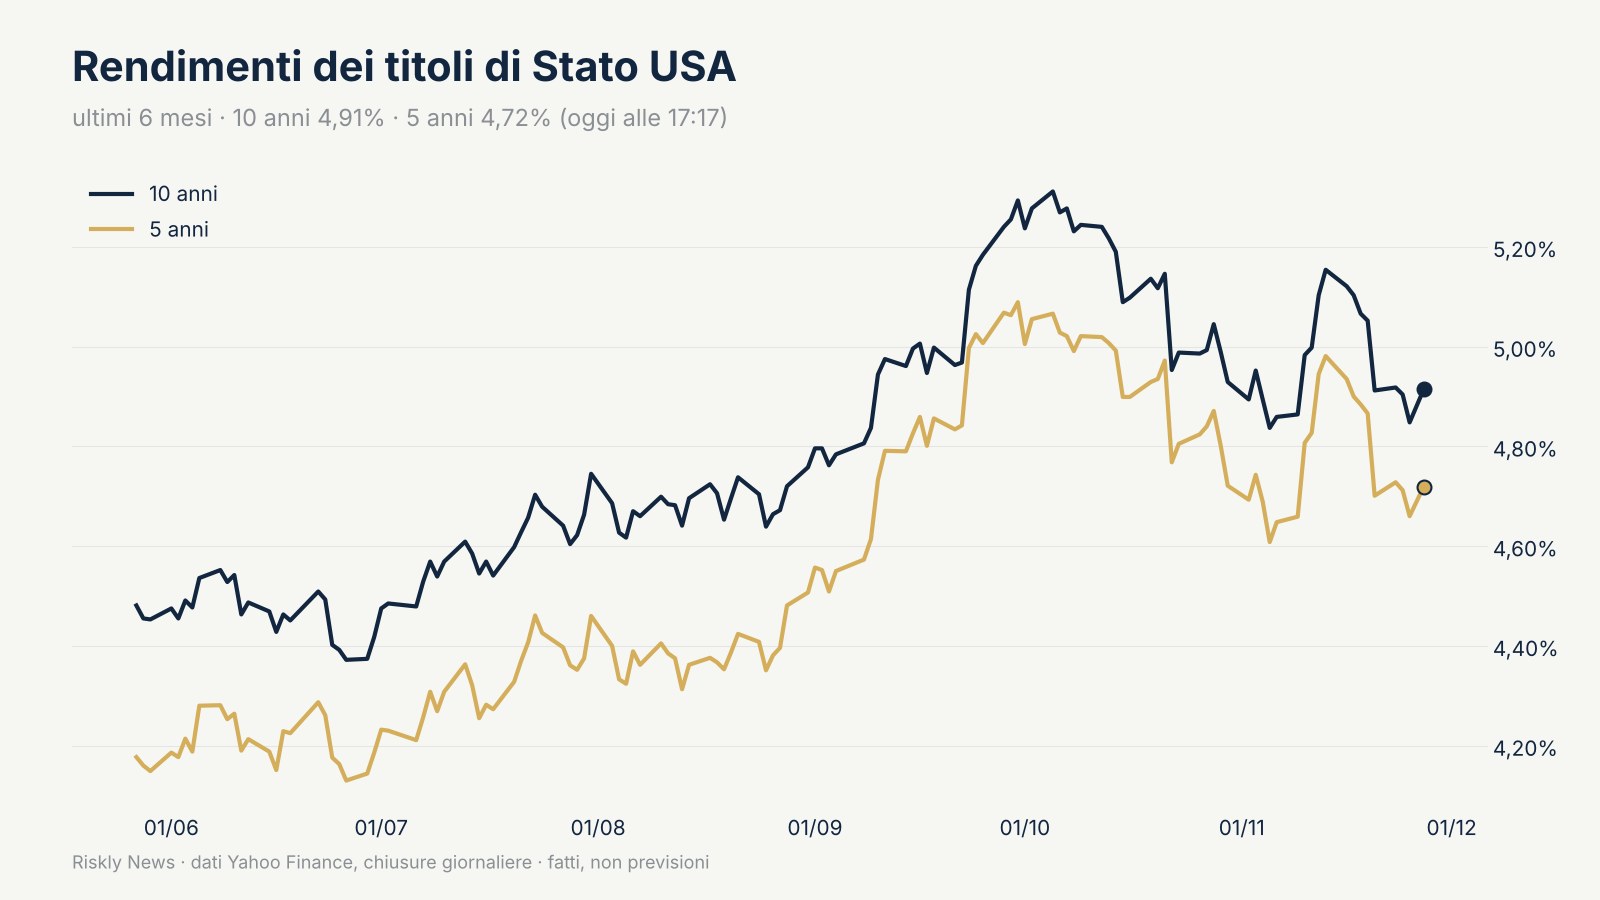 Rendimenti dei titoli di Stato USA
ultimi 6 mesi · 10 anni 4,91% · 5 anni 4,72% (oggi alle 17:17)
10 anni
5 anni
5,20%
5,00%
4,80%
4,60%
4,40%
4,20%
01/06 01/07 01/08 01/09 01/10 01/11 01/12
Riskly News · dati Yahoo Finance, chiusure giornaliere · fatti, non previsioni